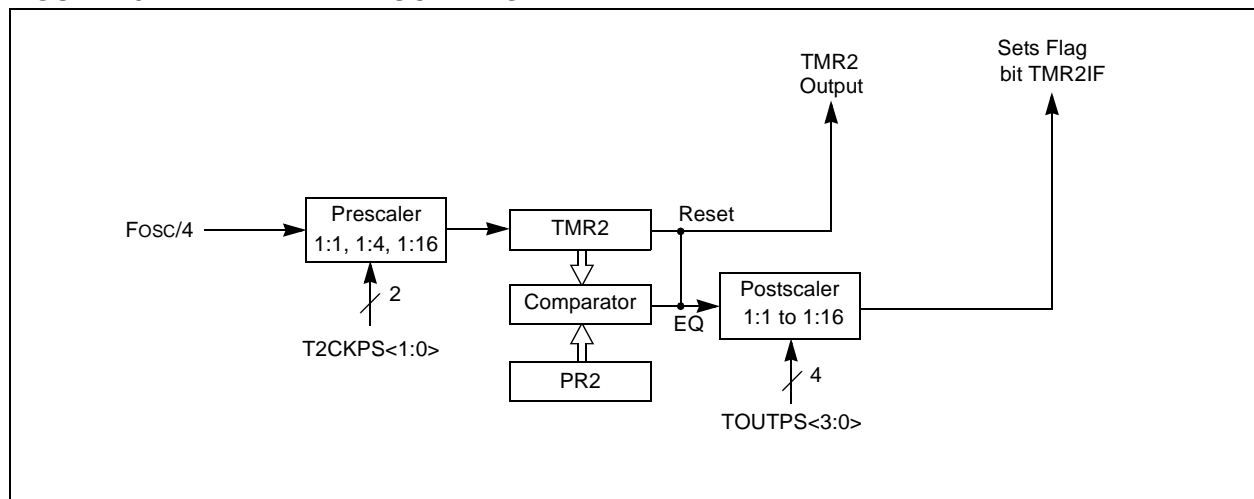 TMR2
Output
Sets Flag
bit TMR2IF
Fosc/4
Prescaler
1:1, 1:4, 1:16
2
T2CKPS<1:0>
TMR2
Reset
Comparator
EQ
PR2
Postscaler
1:1 to 1:16
4
TOUTPS<3:0>